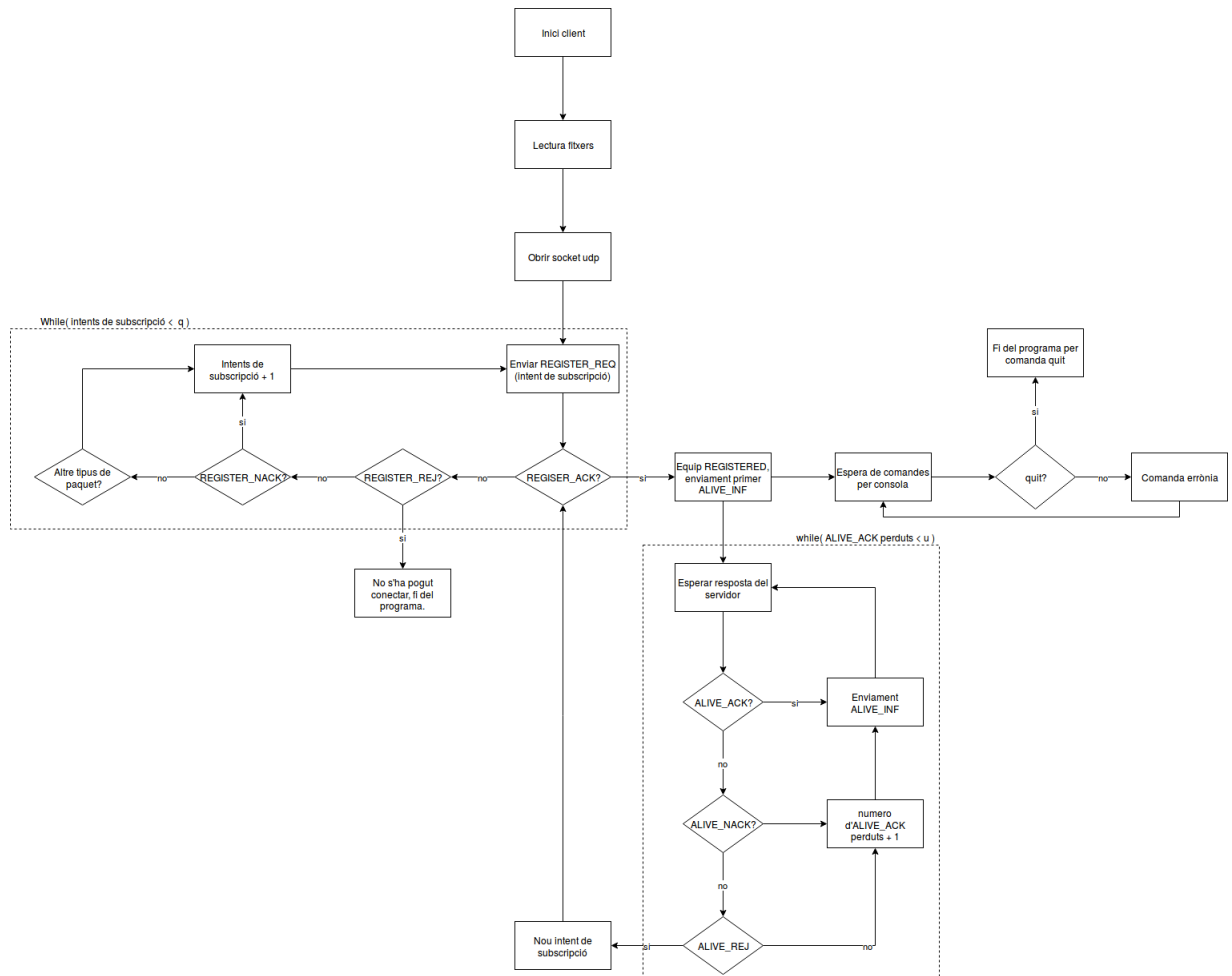 Inici client
Lectura fitxers
Obrir socket udp
While( intents de subscripció < q )
Intents de
subscripció + 1
Enviar REGISTER_REQ
(intent de subscripció)
Fi del programa per
comanda quit
si
si
Altre tipus de
paquet?
no
REGISTER_NACK?
no
REGISTER_REJ?
no
REGISER_ACK?
si
Equip REGISTERED,
enviament primer
ALIVE_INF
Espera de comandes
per consola
quit?
no
Comanda errònia
si
No s'ha pogut
conectar, fi del
programa.
while( ALIVE_ACK perduts < u )
Esperar resposta del
servidor
ALIVE_ACK?
si
Enviament
ALIVE_INF
no
ALIVE_NACK?
numero
d'ALIVE_ACK
perduts + 1
no
Nou intent de
subscripció
si
ALIVE_REJ
no